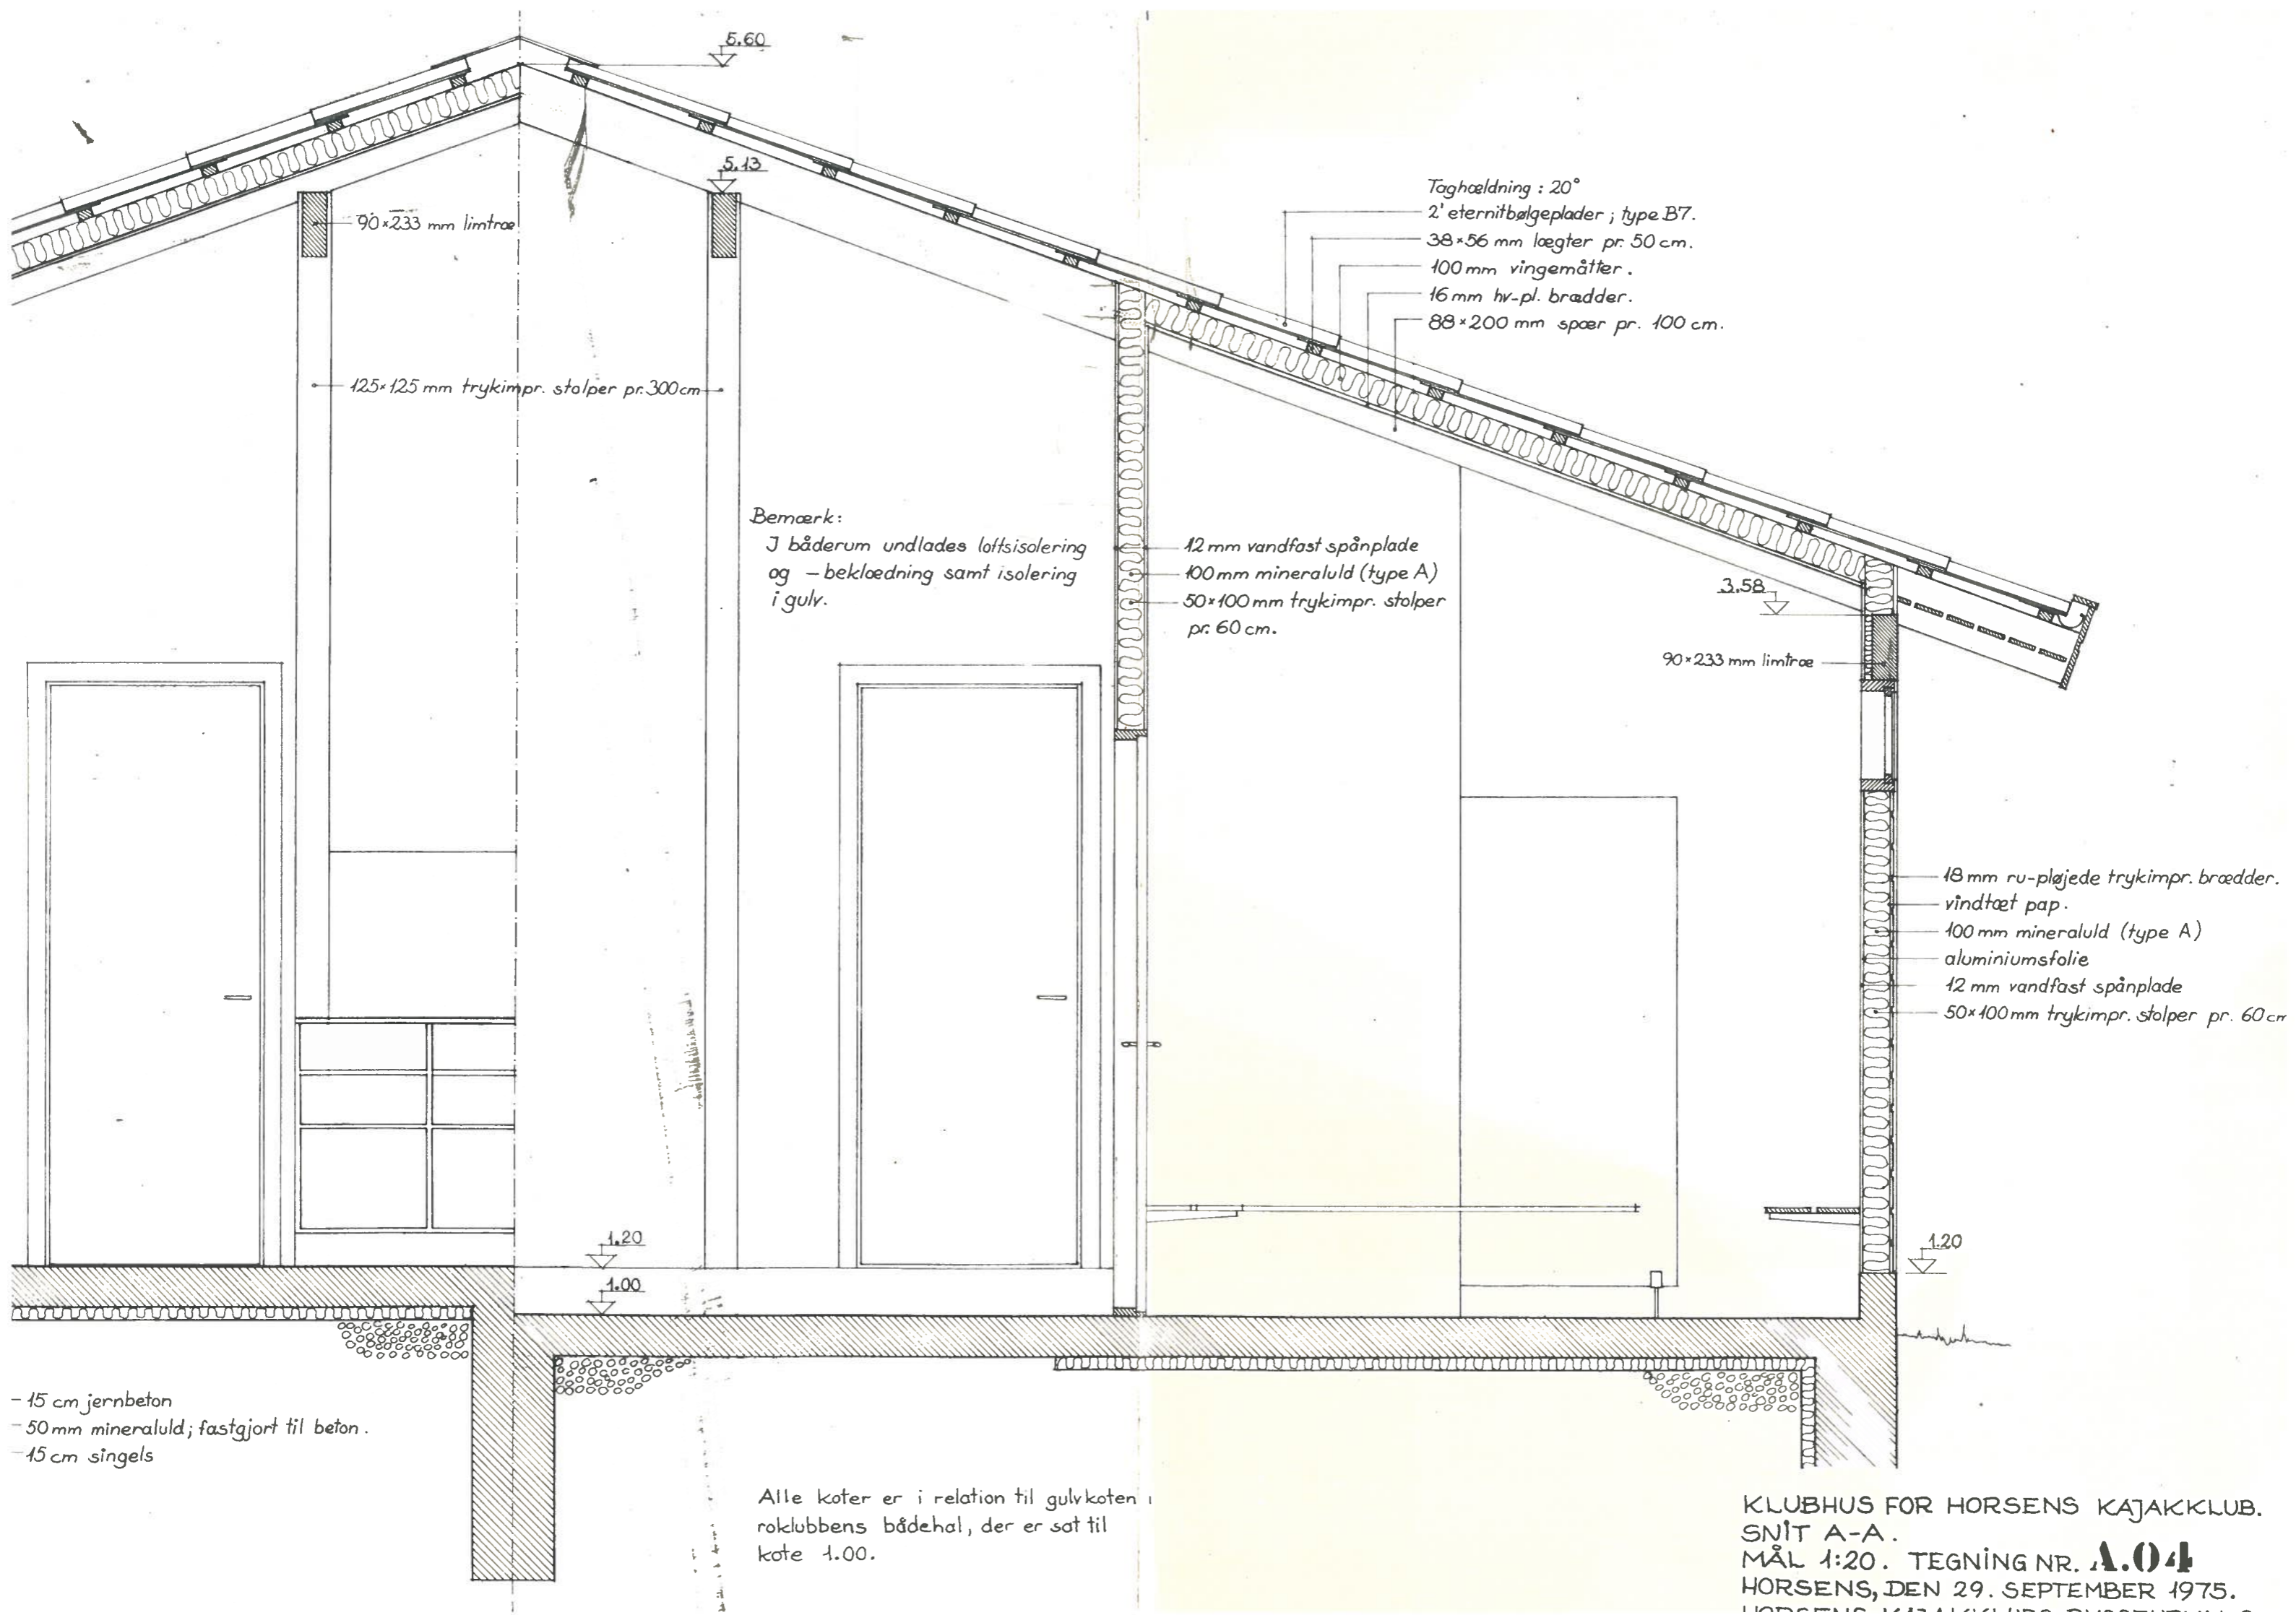 5.60
5.13
90×233 mm limtræ
Taghældning : 20°
2' eternitbølgeplader ; type B7.
38×56 mm lægter pr. 50 cm.
100 mm vingemåtter.
16 mm hv-pl. brædder.
88×200 mm spær pr. 100 cm.
125×125 mm trykimpr. stolper pr. 300 cm
Bemærk:
I båderum undlades loftsisolering
og – beklædning samt isolering
i gulv.
12 mm vandfast spånplade
100 mm mineraluld (type A)
50×100 mm trykimpr. stolper
pr. 60 cm.
3.58
90×233 mm limtræ
18 mm ru-pløjede trykimpr. brædder.
vindtæt pap.
100 mm mineraluld (type A)
aluminiumsfolie
12 mm vandfast spånplade
50×100 mm trykimpr. stolper pr. 60 cm
1.20
1.00
1.20
– 15 cm jernbeton
– 50 mm mineraluld; fastgjort til beton.
– 15 cm singels
Alle koter er i relation til gulvkoten i
roklubbens bådehal, der er sat til
kote 1.00.
KLUBHUS FOR HORSENS KAJAKKLUB.
SNIT A-A.
MÅL 1:20. TEGNING NR. A.04
HORSENS, DEN 29. SEPTEMBER 1975.